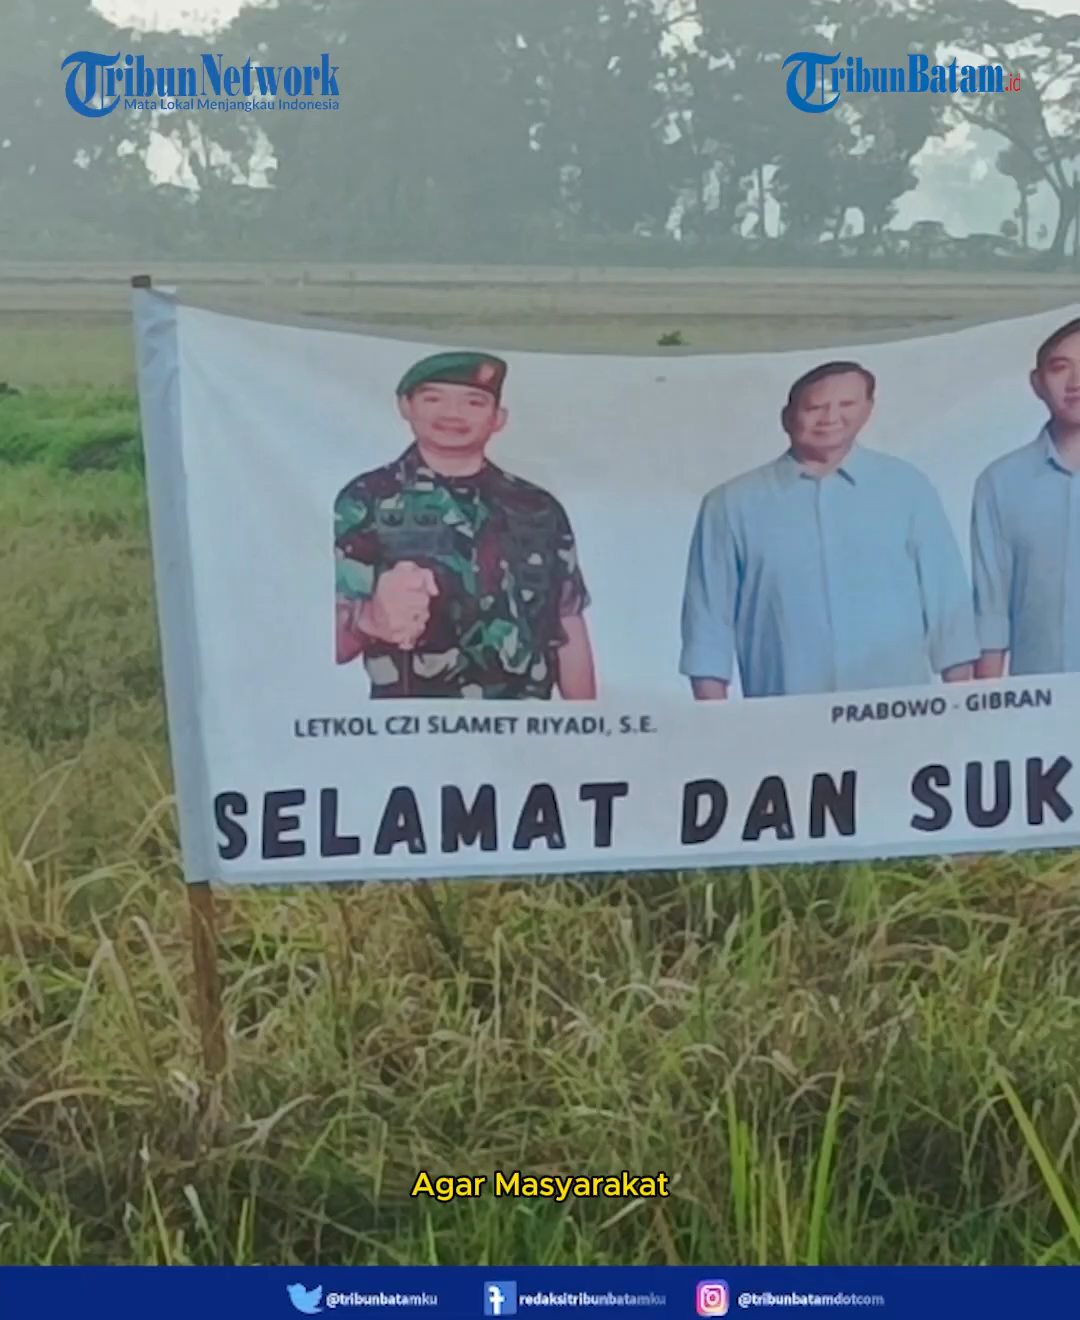 TribunNetwork
Mata Lokal Menjangkau Indonesia
TribunBatam.id
LETKOL CZI SLAMET RIYADI, S.E.
PRABOWO - GIBRAN
SELAMAT DAN SUK
Agar Masyarakat
@tribunbatamku
redaksitribunbatamku
@tribunbatamdotcom